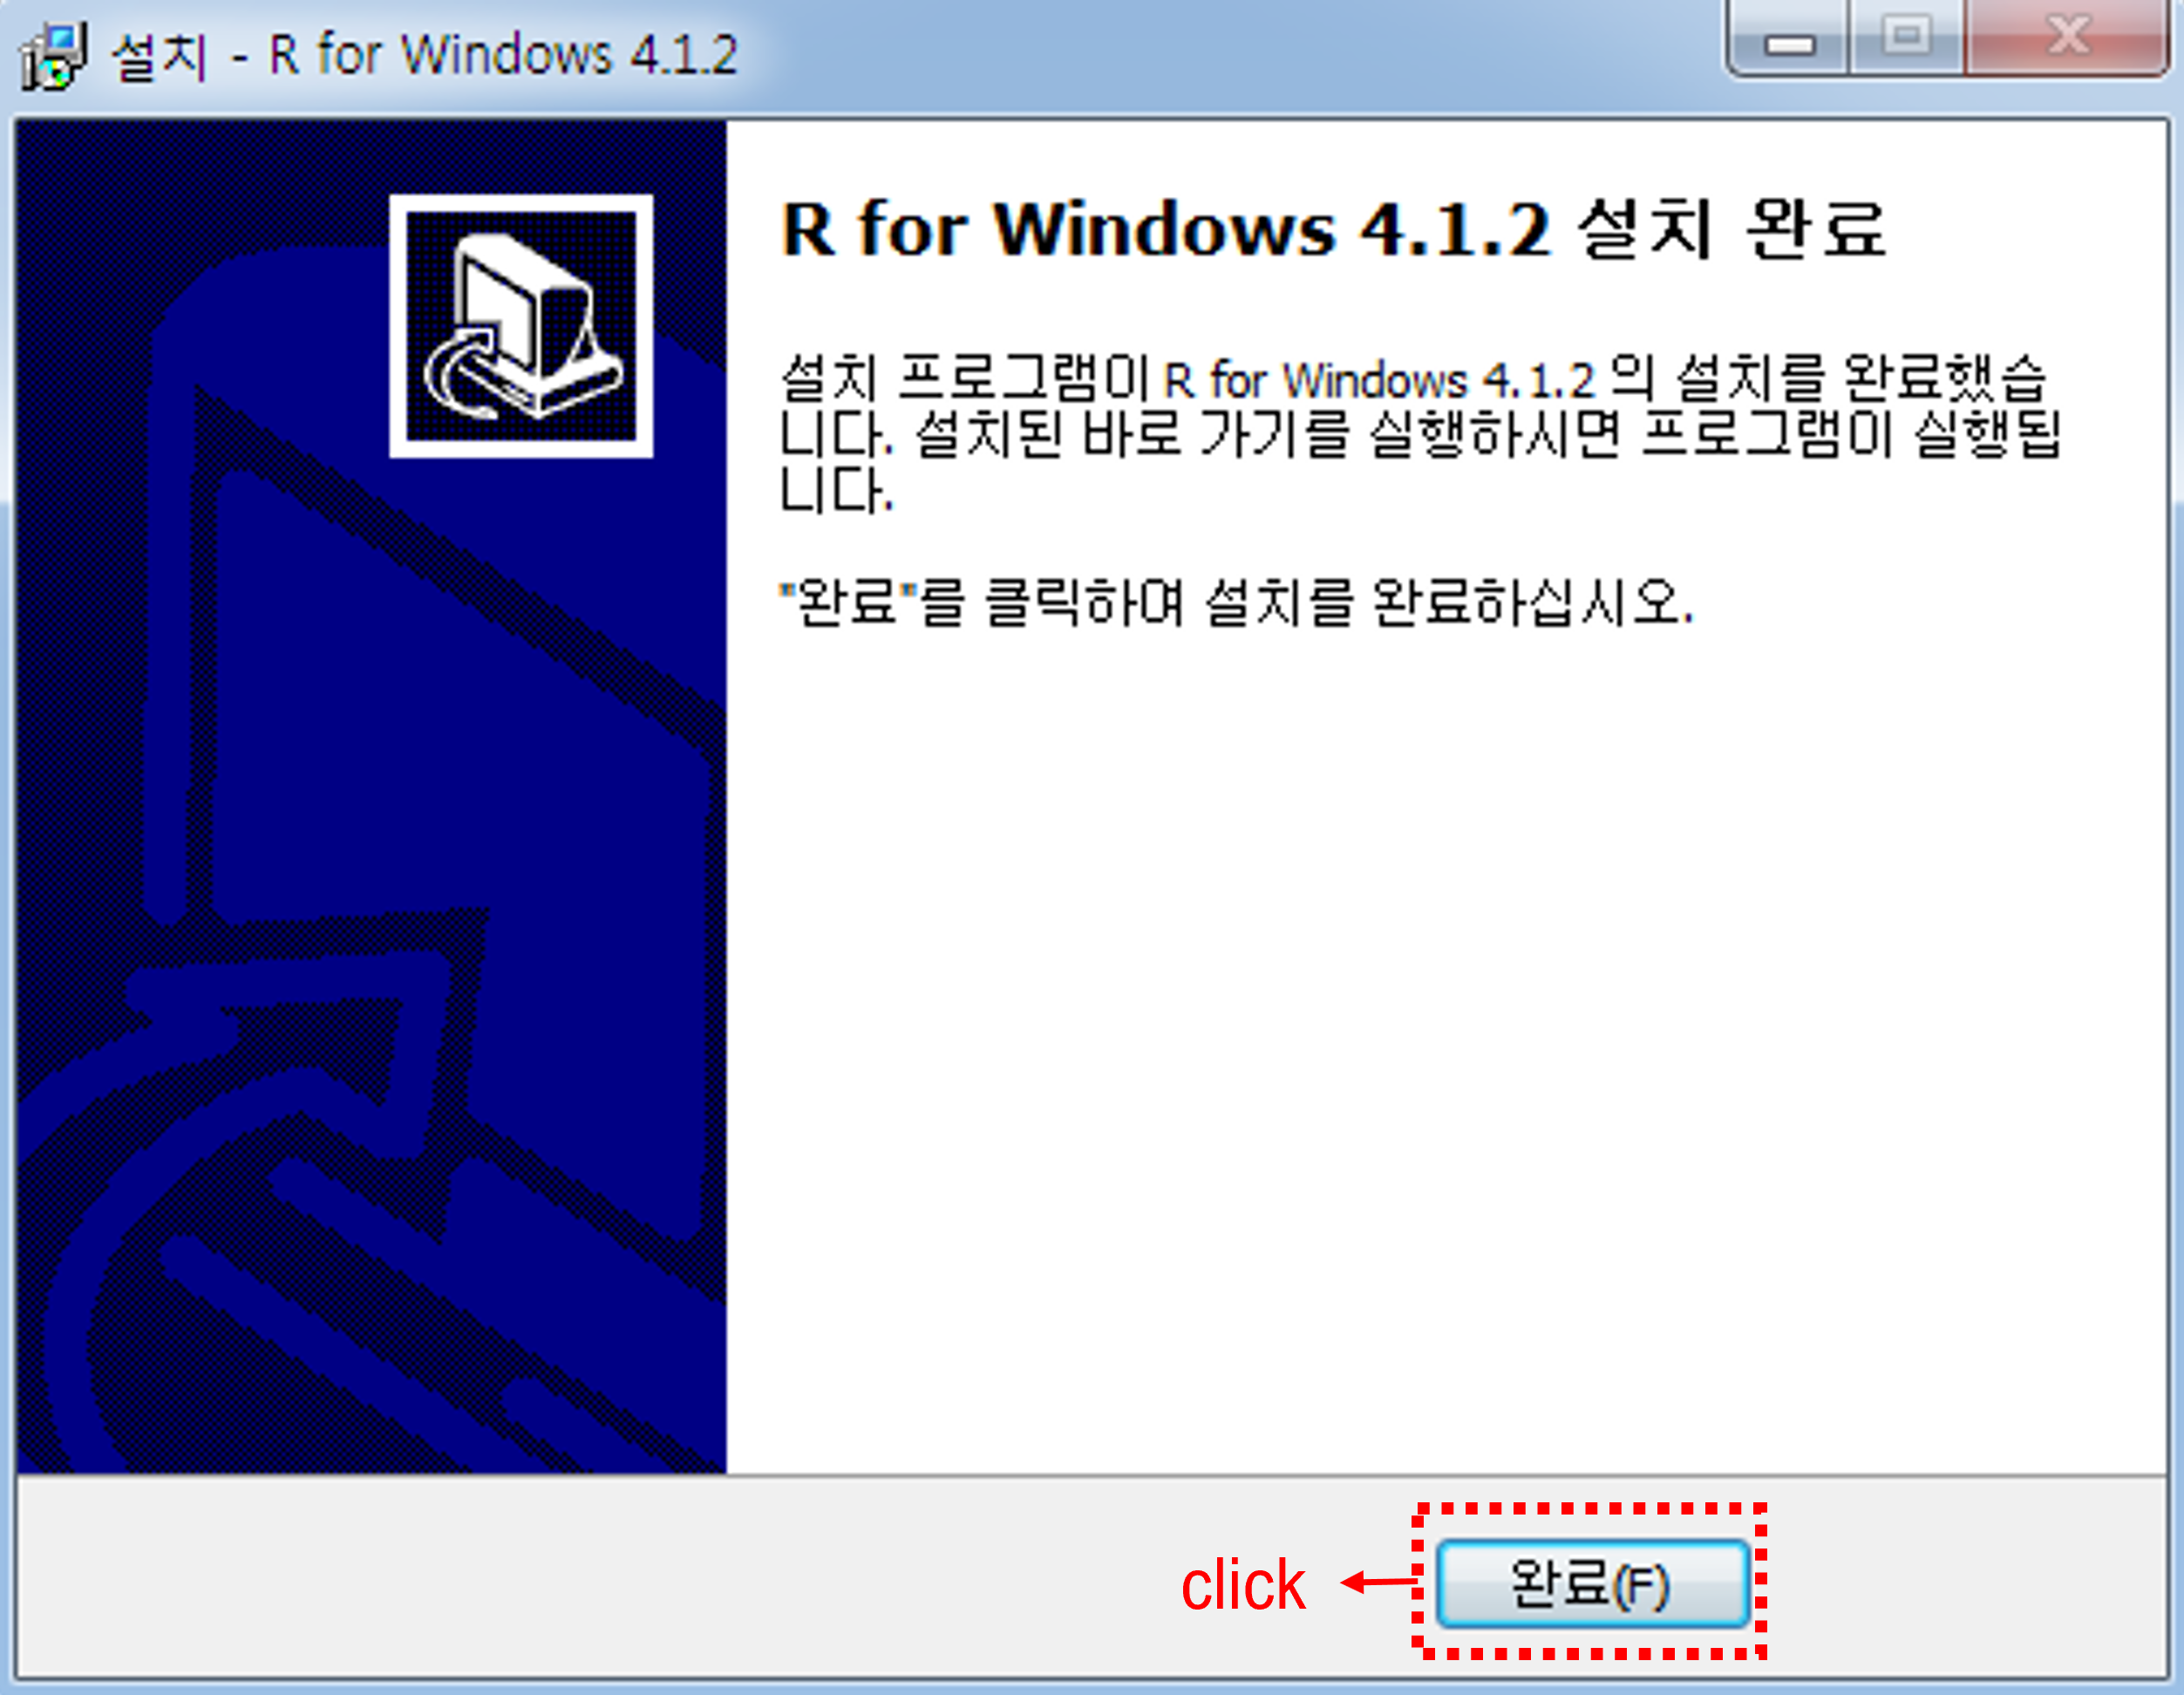 설치 - R for Windows 4.1.2
R for Windows 4.1.2 설치 완료
설치 프로그램이 R for Windows 4.1.2 의 설치를 완료했습
니다. 설치된 바로 가기를 실행하시면 프로그램이 실행됩
니다.
"완료"를 클릭하여 설치를 완료하십시오.
click
완료(F)